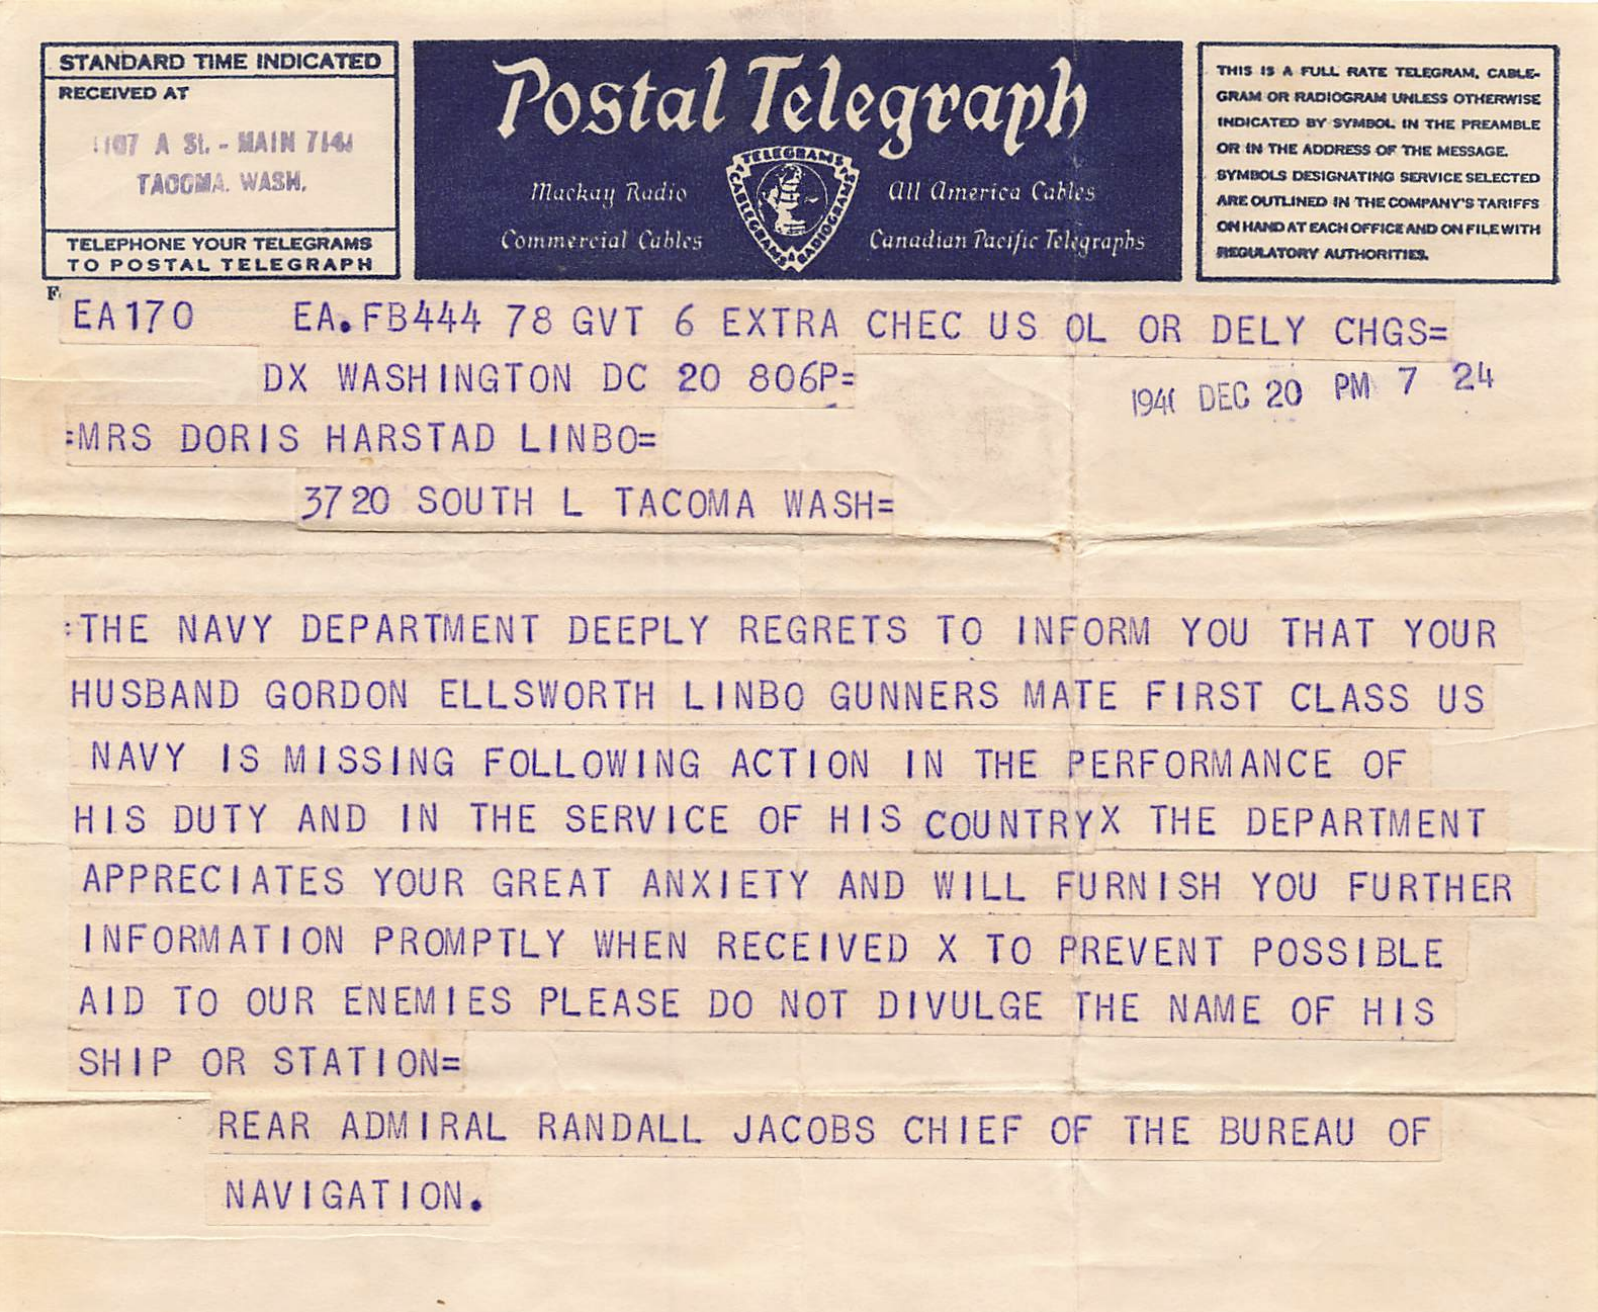 STANDARD TIME INDICATED
RECEIVED AT
1107 A St. - MAIN 7144
TACOMA. WASH.
TELEPHONE YOUR TELEGRAMS
TO POSTAL TELEGRAPH
Postal Telegraph
Mackay Radio
Commercial Cables
TELEGRAMS
CABLEGRAMS
RADIOGRAMS
All America Cables
Canadian Pacific Telegraphs
THIS IS A FULL RATE TELEGRAM, CABLE-
GRAM OR RADIOGRAM UNLESS OTHERWISE
INDICATED BY SYMBOL IN THE PREAMBLE
OR IN THE ADDRESS OF THE MESSAGE.
SYMBOLS DESIGNATING SERVICE SELECTED
ARE OUTLINED IN THE COMPANY'S TARIFFS
ON HAND AT EACH OFFICE AND ON FILE WITH
REGULATORY AUTHORITIES.
EA170 EA.FB444 78 GVT 6 EXTRA CHEC US OL OR DELY CHGS=
DX WASHINGTON DC 20 806P=
DEC 20 PM 7 24
:MRS DORIS HARSTAD LINBO=
3720 SOUTH L TACOMA WASH=
:THE NAVY DEPARTMENT DEEPLY REGRETS TO INFORM YOU THAT YOUR
HUSBAND GORDON ELLSWORTH LINBO GUNNERS MATE FIRST CLASS US
NAVY IS MISSING FOLLOWING ACTION IN THE PERFORMANCE OF
HIS DUTY AND IN THE SERVICE OF HIS COUNTRY X THE DEPARTMENT
APPRECIATES YOUR GREAT ANXIETY AND WILL FURNISH YOU FURTHER
INFORMATION PROMPTLY WHEN RECEIVED X TO PREVENT POSSIBLE
AID TO OUR ENEMIES PLEASE DO NOT DIVULGE THE NAME OF HIS
SHIP OR STATION=
REAR ADMIRAL RANDALL JACOBS CHIEF OF THE BUREAU OF
NAVIGATION.